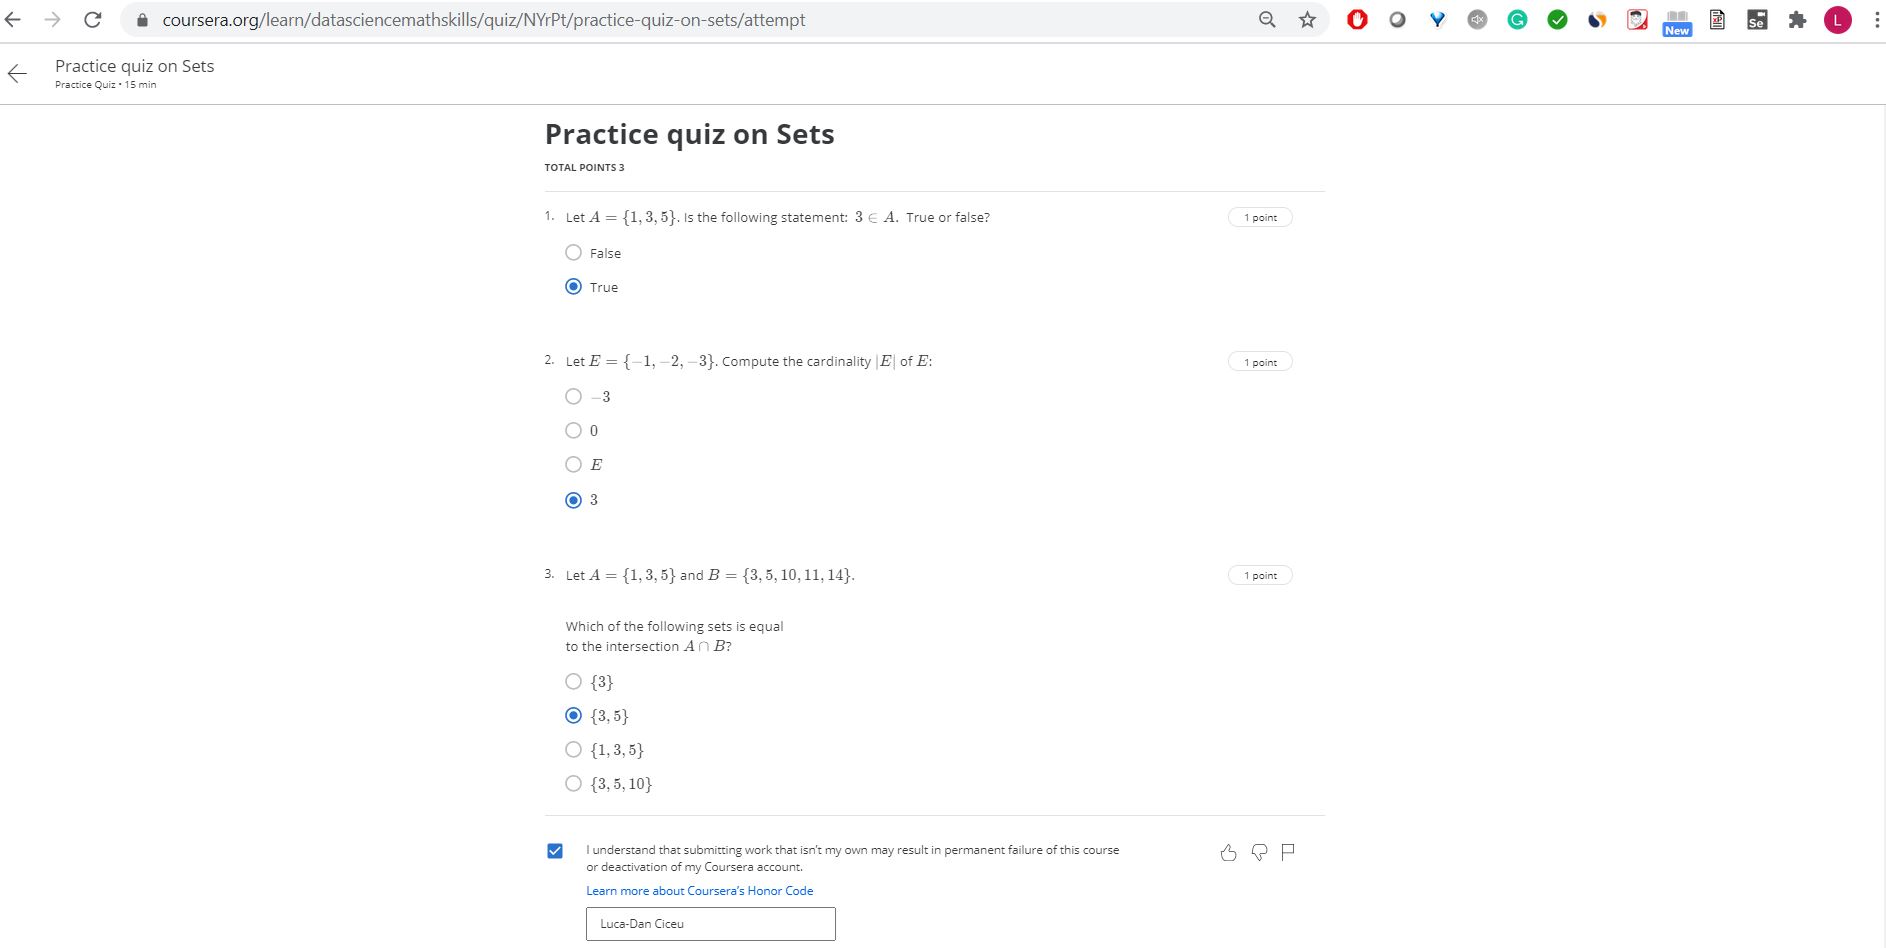 coursera.org/learn/datasciencemathskills/quiz/NYrPt/practice-quiz-on-sets/attempt
New
Se
L
Practice quiz on Sets
Practice Quiz • 15 min
Practice quiz on Sets
TOTAL POINTS 3
1. Let A = {1, 3, 5}. Is the following statement: 3 ∈ A. True or false?
1 point
False
True
2. Let E = {−1, −2, −3}. Compute the cardinality |E| of E:
1 point
−3
0
E
3
3. Let A = {1, 3, 5} and B = {3, 5, 10, 11, 14}.
1 point
Which of the following sets is equal
to the intersection A ∩ B?
{3}
{3, 5}
{1, 3, 5}
{3, 5, 10}
I understand that submitting work that isn't my own may result in permanent failure of this course
or deactivation of my Coursera account.
Learn more about Coursera's Honor Code
Luca-Dan Ciceu